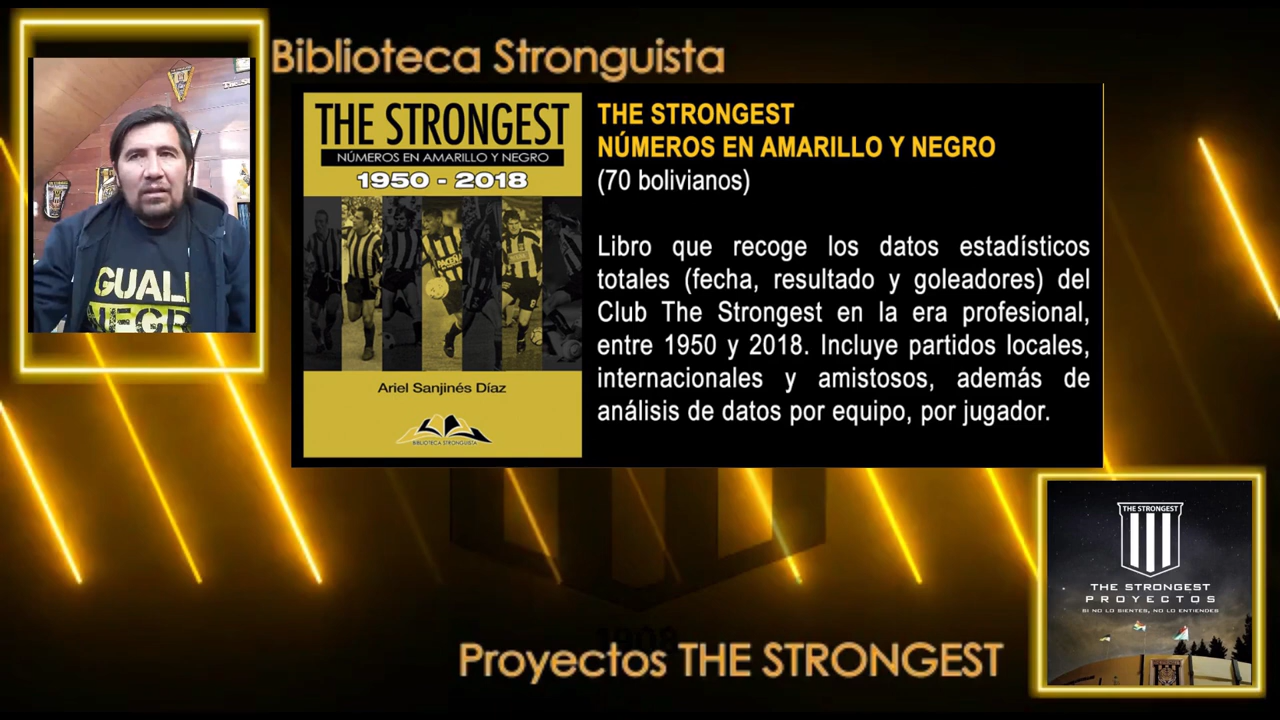 Biblioteca Stronguista
THE STRONGEST
NÚMEROS EN AMARILLO Y NEGRO
1950 - 2018
Ariel Sanjinés Díaz
BIBLIOTECA STRONGUISTA
THE STRONGEST
NÚMEROS EN AMARILLO Y NEGRO
(70 bolivianos)
Libro que recoge los datos estadísticos
totales (fecha, resultado y goleadores) del
Club The Strongest en la era profesional,
entre 1950 y 2018. Incluye partidos locales,
internacionales y amistosos, además de
análisis de datos por equipo, por jugador.
GUALI
NEGR
1908
THE STRONGEST
THE STRONGEST
PROYECTOS
SI NO LO SIENTES, NO LO ENTIENDES
Proyectos THE STRONGEST